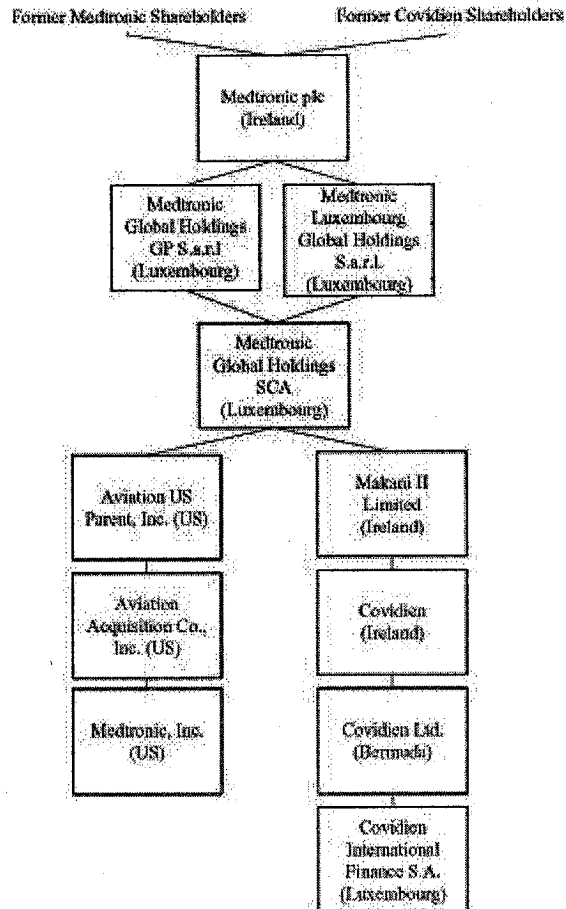 Former Medtronic Shareholders
Former Covidien Shareholders
Medtronic plc
(Ireland)
Medtronic
Global Holdings
GP S.a.r.l
(Luxembourg)
Medtronic
Luxembourg
Global Holdings
S.a.r.l.
(Luxembourg)
Medtronic
Global Holdings
SCA
(Luxembourg)
Aviation US
Parent, Inc. (US)
Makani II
Limited
(Ireland)
Aviation
Acquisition Co.,
Inc. (US)
Covidien
(Ireland)
Medtronic, Inc.
(US)
Covidien Ltd.
(Bermuda)
Covidien
International
Finance S.A.
(Luxembourg)